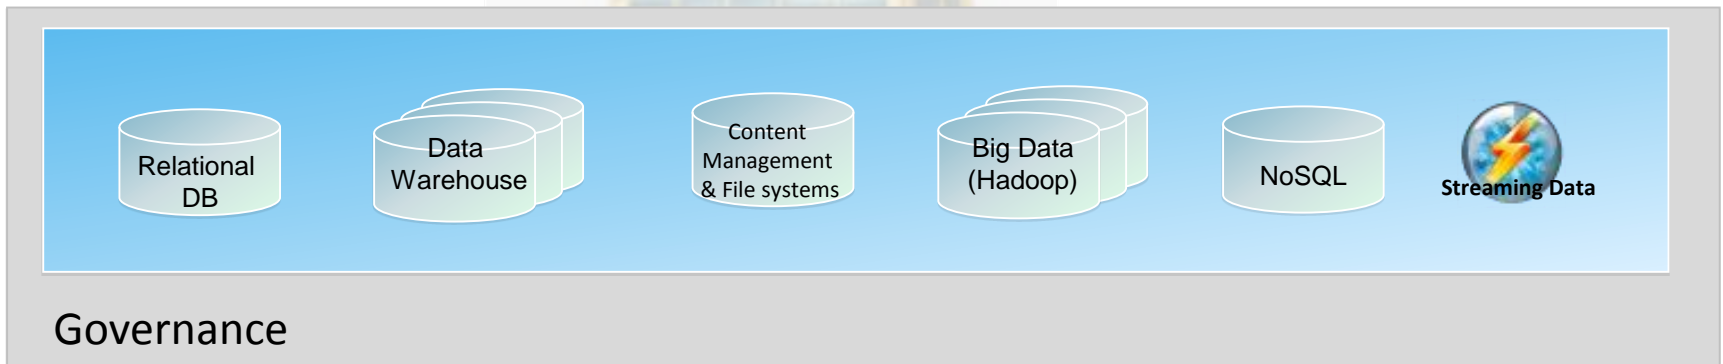 Relational
DB
Data
Warehouse
Content
Management
& File systems
Big Data
(Hadoop)
NoSQL
Streaming Data
Governance